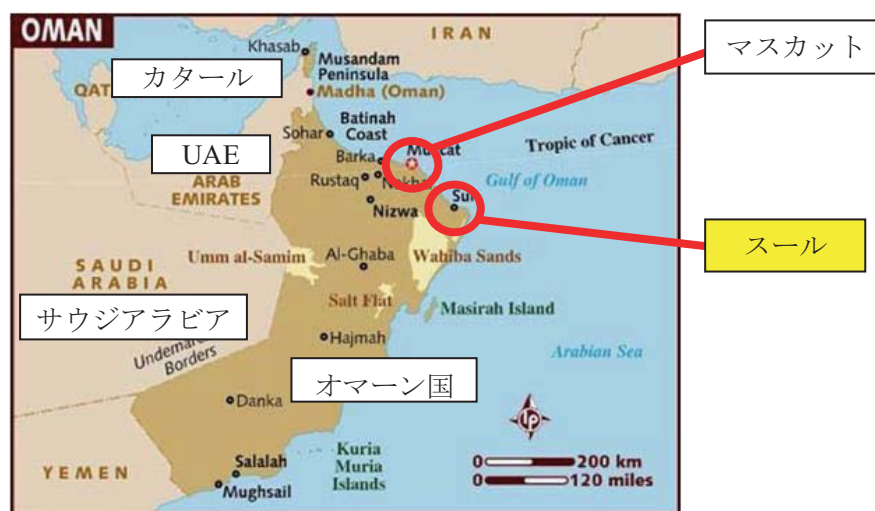 OMAN
IRAN
マスカット
Khasab
Musandam
Peninsula
カタール
QAT
Madha (Oman)
Batinah
Coast
Sohar
Tropic of Cancer
UAE
Muscat
Barka
ARAB
EMIRATES
Rustaq
Nakhal
Gulf of Oman
Sur
Nizwa
スール
Umm al-Samim
Al-Ghaba
Wahiba Sands
SAUDI
ARABIA
Salt Flat
Masirah Island
サウジアラビア
Hajmah
Borders
Arabian Sea
オマーン国
Danka
LP
Kuria
Muria
Islands
Salalah
YEMEN
Mughsail
0 200 km
0 120 miles